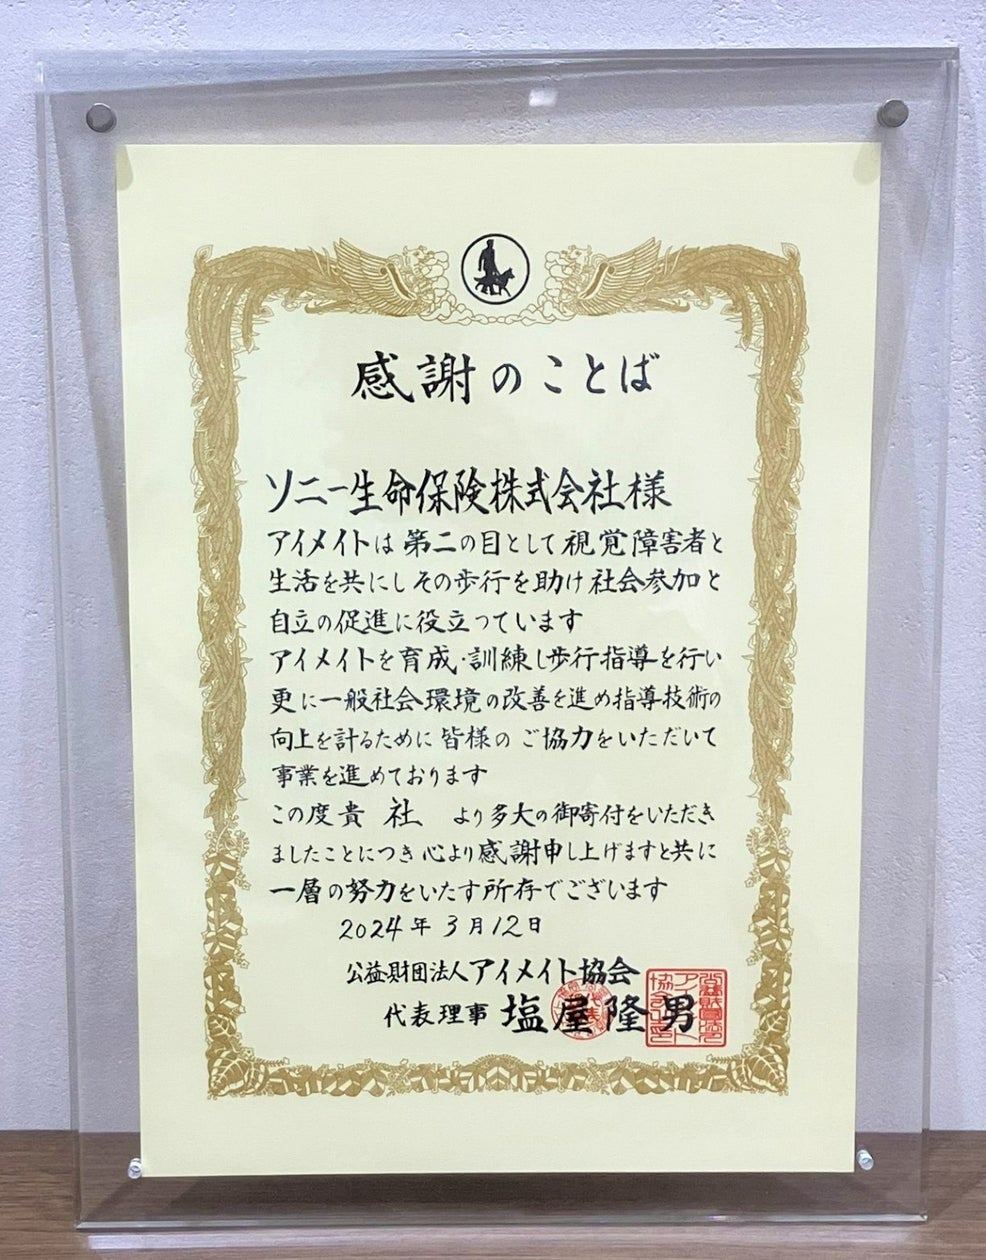 感謝のことば
ソニー生命保険株式会社様
アイメイトは第二の目として視覚障害者と
生活を共にしその歩行を助け社会参加と
自立の促進に役立っています
アイメイトを育成・訓練し歩行指導を行い
更に一般社会環境の改善を進め指導技術の
向上を計るために皆様のご協力をいただいて
事業を進めております
この度貴社より多大の御寄付をいただき
ましたことにつき心より感謝申し上げますと共に
一層の努力をいたす所存でございます
2024年3月12日
公益財団法人アイメイト協会
代表理事 塩屋隆男